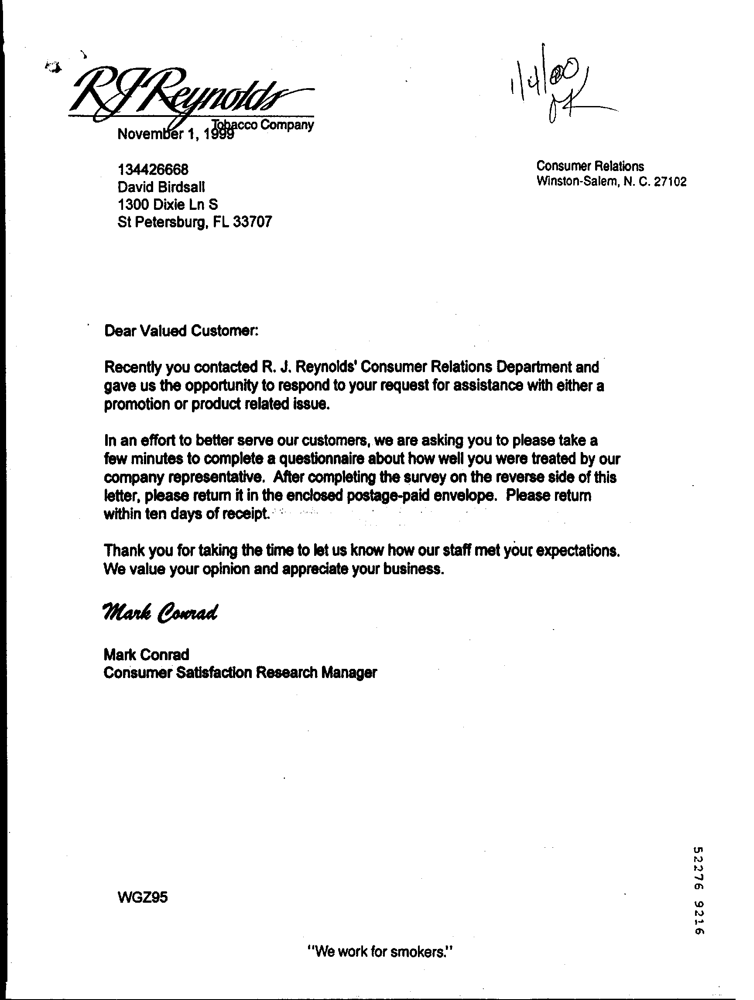 RJReynolds
Tobacco Company
1/4/00
November 1, 1999
134426668
David Birdsall
1300 Dixie Ln S
St Petersburg, FL 33707
Consumer Relations
Winston-Salem, N. C. 27102
Dear Valued Customer:
Recently you contacted R. J. Reynolds' Consumer Relations Department and
gave us the opportunity to respond to your request for assistance with either a
promotion or product related issue.
In an effort to better serve our customers, we are asking you to please take a
few minutes to complete a questionnaire about how well you were treated by our
company representative. After completing the survey on the reverse side of this
letter, please return it in the enclosed postage-paid envelope. Please return
within ten days of receipt.
Thank you for taking the time to let us know how our staff met your expectations.
We value your opinion and appreciate your business.
Mark Conrad
Mark Conrad
Consumer Satisfaction Research Manager
WGZ95
52276 9216
"We work for smokers."